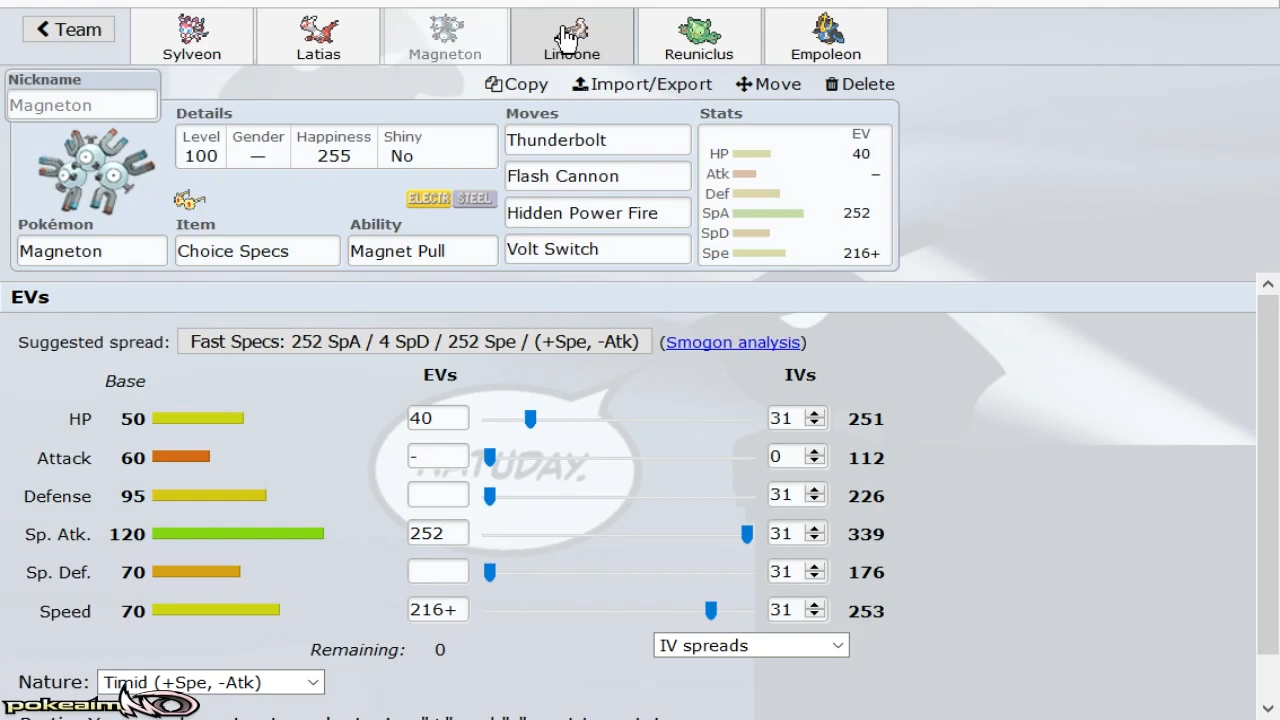 Team
Sylveon
Latias
Magneton
Linoone
Reuniclus
Empoleon
Nickname
Magneton
Copy
Import/Export
Move
Delete
Details
Moves
Stats
Level
Gender
Happiness
Shiny
100
—
255
No
Thunderbolt
Flash Cannon
Hidden Power Fire
Volt Switch
EV
HP 40
Atk –
Def
SpA 252
SpD
Spe 216+
ELECTR STEEL
Pokémon
Item
Ability
Magneton
Choice Specs
Magnet Pull
EVs
Suggested spread: Fast Specs: 252 SpA / 4 SpD / 252 Spe / (+Spe, -Atk) (Smogon analysis)
Base EVs IVs
HP 50 40 31 251
Attack 60 - 0 112
Defense 95 31 226
Sp. Atk. 120 252 31 339
Sp. Def. 70 31 176
Speed 70 216+ 31 253
Remaining: 0
IV spreads
Nature: Timid (+Spe, -Atk)
pokeaim